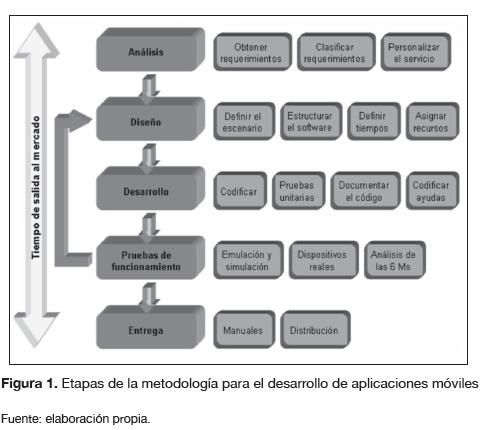 Tiempo de salida al mercado
Análisis
Obtener
requerimientos
Clasificar
requerimientos
Personalizar
el servicio
Diseño
Definir el
escenario
Estructurar
el software
Definir
tiempos
Asignar
recursos
Desarrollo
Codificar
Pruebas
unitarias
Documentar
el código
Codificar
ayudas
Pruebas de
funcionamiento
Emulación y
simulación
Dispositivos
reales
Análisis de
las 6 Ms
Entrega
Manuales
Distribución
Figura 1. Etapas de la metodología para el desarrollo de aplicaciones móviles
Fuente: elaboración propia.